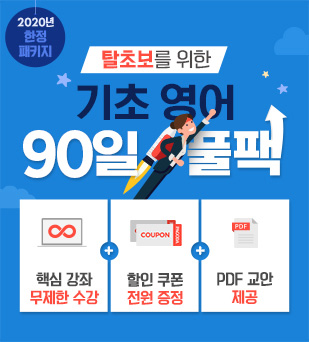 2020년
한정
패키지
탈초보를 위한
기초 영어
90일 풀팩
COUPON
COUPON
PDF
핵심 강좌
무제한 수강
할인 쿠폰
전원 증정
PDF 교안
제공